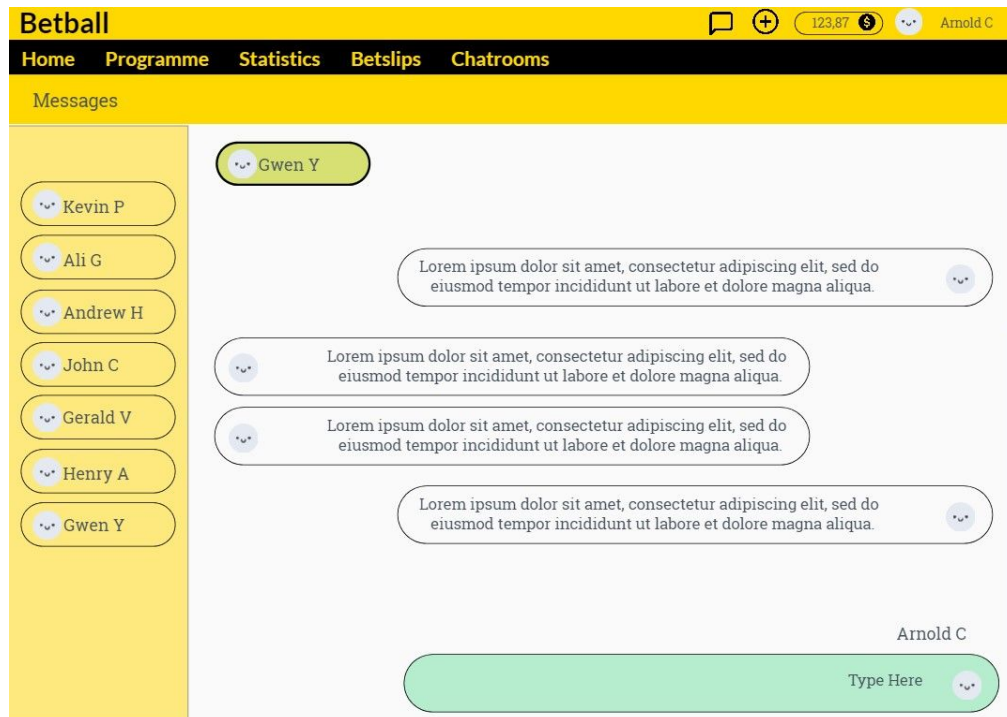 Betball
123,87
Arnold C
Home Programme Statistics Betslips Chatrooms
Messages
Kevin P
Ali G
Andrew H
John C
Gerald V
Henry A
Gwen Y
Gwen Y
Lorem ipsum dolor sit amet, consectetur adipiscing elit, sed do
eiusmod tempor incididunt ut labore et dolore magna aliqua.
Lorem ipsum dolor sit amet, consectetur adipiscing elit, sed do
eiusmod tempor incididunt ut labore et dolore magna aliqua.
Lorem ipsum dolor sit amet, consectetur adipiscing elit, sed do
eiusmod tempor incididunt ut labore et dolore magna aliqua.
Lorem ipsum dolor sit amet, consectetur adipiscing elit, sed do
eiusmod tempor incididunt ut labore et dolore magna aliqua.
Arnold C
Type Here